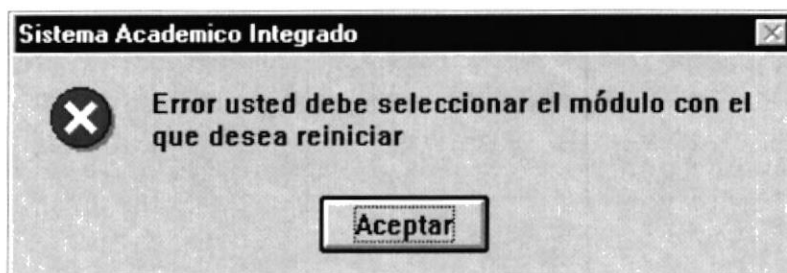 Sistema Academico Integrado
Error usted debe seleccionar el módulo con el
que desea reiniciar
Aceptar